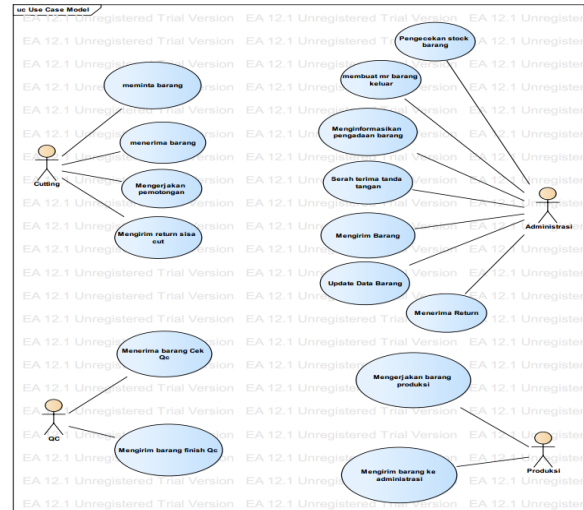 uc Use Case Model
EA 12.1 Unregistered Trial Version
Pengecekan stock
barang
membuat mr barang
keluar
meminta barang
Menginformasikan
pengadaan barang
menerima barang
Cutting
Serah terima tanda
tangan
Mengerjakan
pemotongan
Administrasi
Mengirim return sisa
cut
Mengirim Barang
Update Data Barang
Menerima Return
Menerima barang Cek
Qc
Mengerjakan barang
produksi
QC
Mengirim barang finish Qc
Mengirim barang ke
administrasi
Produksi